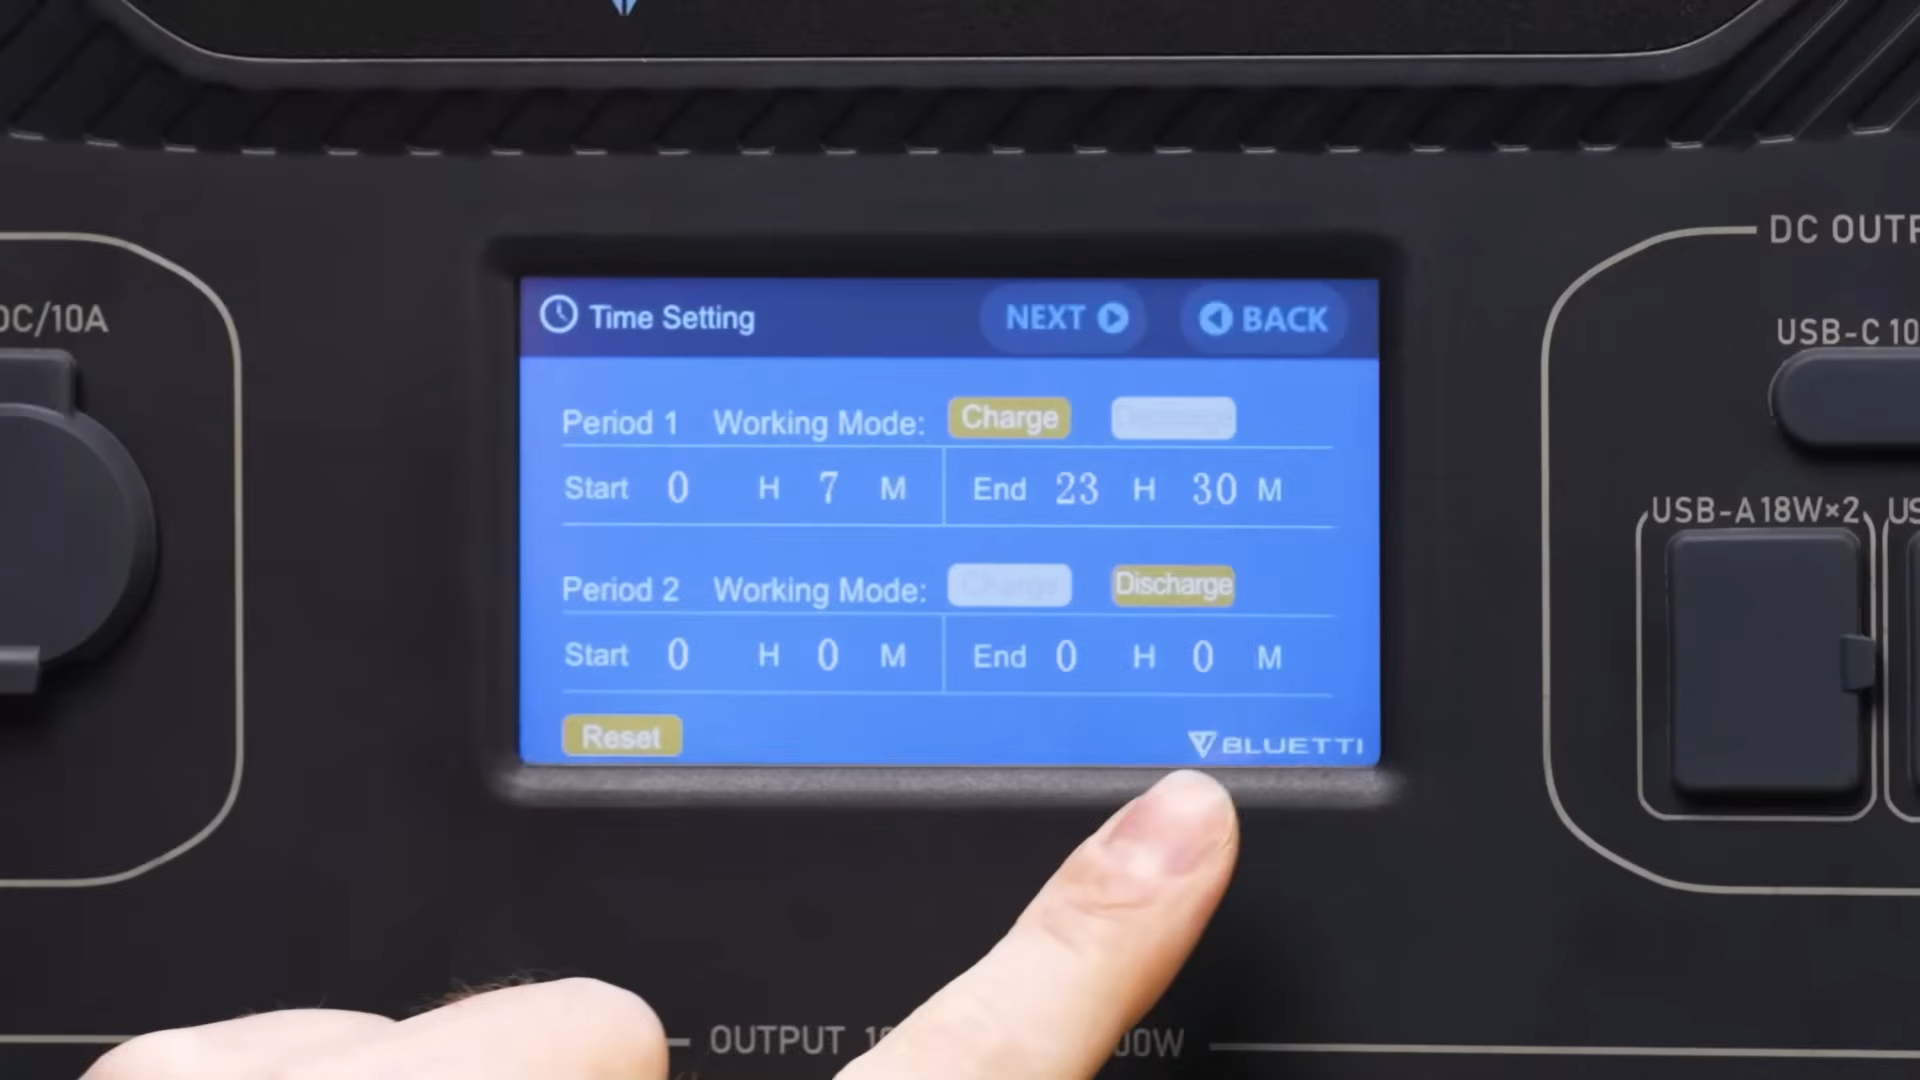 DC OUTP
DC/10A
USB-C 10
Time Setting NEXT BACK
Period 1 Working Mode: Charge
Start 0 H 7 M End 23 H 30 M
USB-A 18W×2 US
Period 2 Working Mode: Charge Discharge
Start 0 H 0 M End 0 H 0 M
Reset BLUETTI
OUTPUT 1 00W